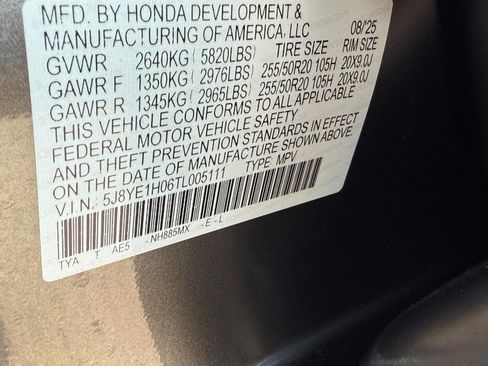 MFD. BY HONDA DEVELOPMENT &
MANUFACTURING OF AMERICA, LLC 08/'25
GVWR 2640KG (5820LBS) TIRE SIZE RIM SIZE
GAWR F 1350KG (2976LBS) 255/50R20 105H 20X9.0J
GAWR R 1345KG (2965LBS) 255/50R20 105H 20X9.0J
THIS VEHICLE CONFORMS TO ALL APPLICABLE
FEDERAL MOTOR VEHICLE SAFETY
AND THEFT PREVENTION STANDARDS IN EFFECT
ON THE DATE OF MANUFACTURE SHOWN ABOVE.
V.I.N.: 5J8YE1H06TL005111 TYPE: MPV
TYA T AE5 - NH885MX - E - L